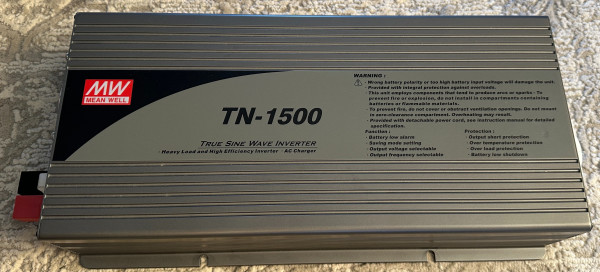 MW
MEAN WELL
TN-1500
TRUE SINE WAVE INVERTER
· Heavy Load and High Efficiency Inverter · AC Charger
WARNING :
- Wrong battery polarity or too high battery input voltage will damage the unit.
- Provided with integral protection against overloads.
- This unit employs components that tend to produce arcs or sparks - To
prevent fire or explosion, do not install in compartments containing
batteries or flammable materials.
- To prevent fire, do not cover or obstruct ventilation openings. Do not mount
in zero-clearance compartment. Overheating may result.
- Provided with detachable power cord, see instruction manual for detailed
specification.
Function :
- Battery low alarm
- Saving mode setting
- Output voltage selectable
- Output frequency selectable
Protection :
- Output short protection
- Over temperature protection
- Over load protection
- Battery low shutdown